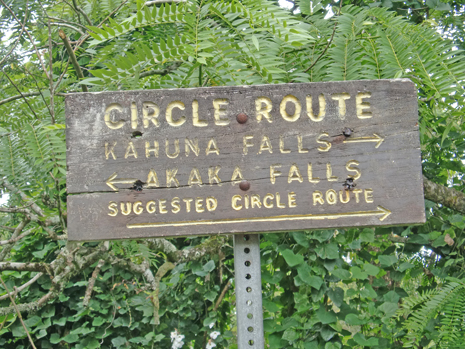 CIRCLE ROUTE
KAHUNA FALLS →
← AKAKA FALLS
SUGGESTED CIRCLE ROUTE